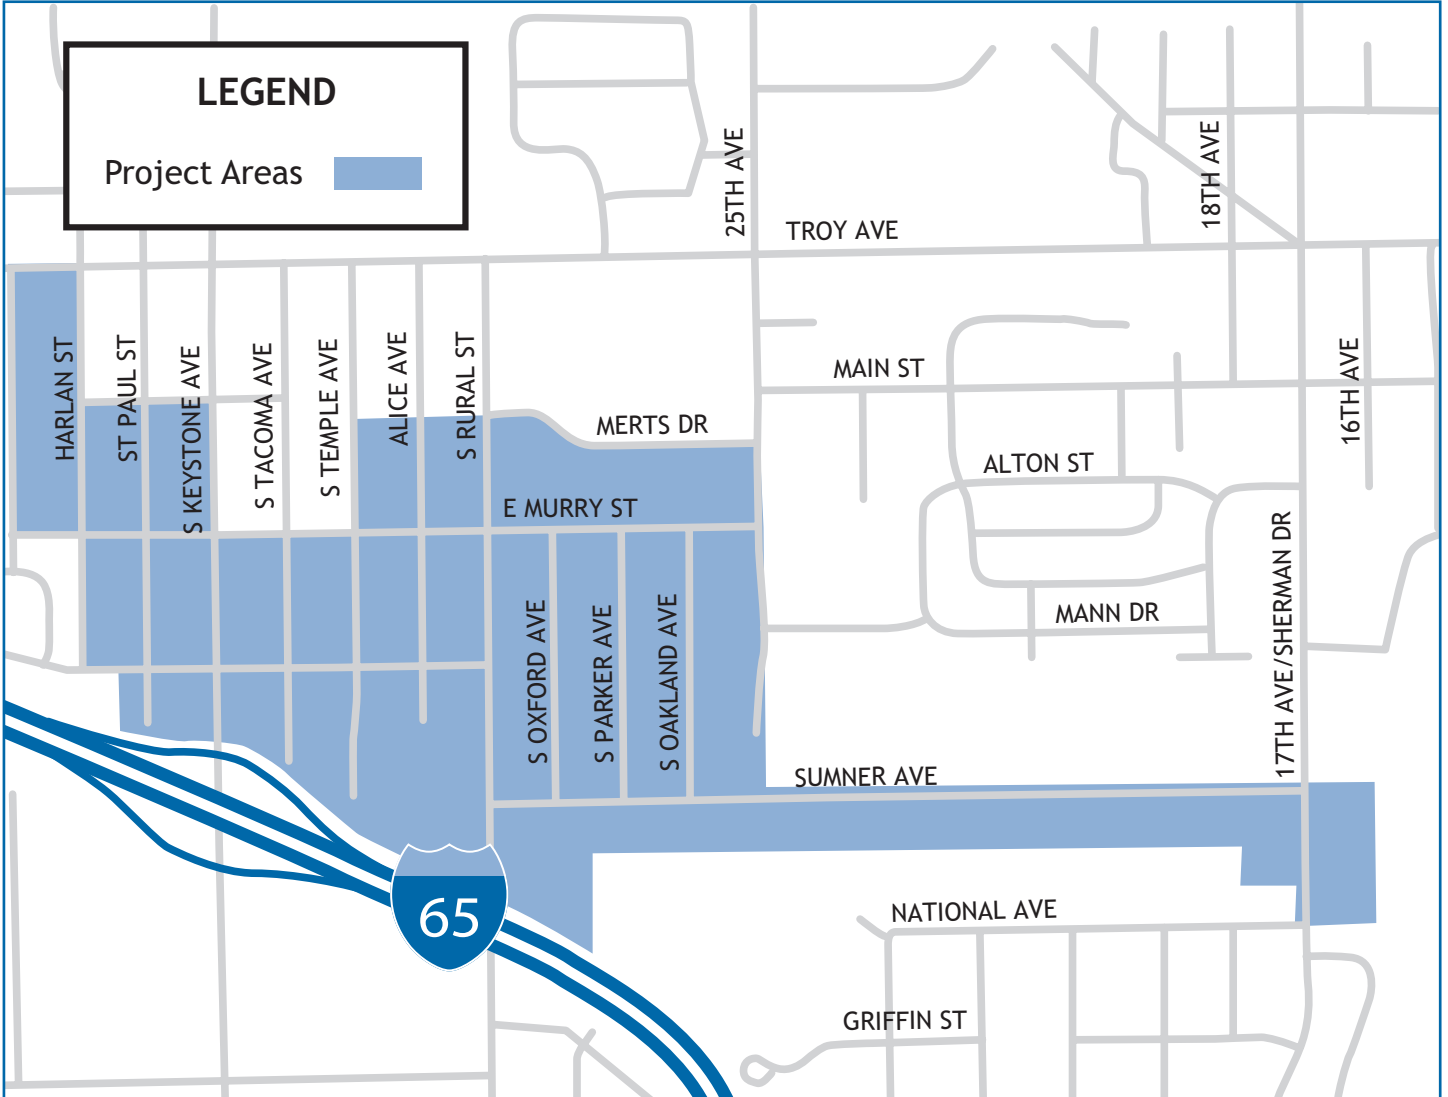 LEGEND
Project Areas
25TH AVE
18TH AVE
TROY AVE
HARLAN ST
ST PAUL ST
S KEYSTONE AVE
S TACOMA AVE
S TEMPLE AVE
ALICE AVE
S RURAL ST
MERTS DR
MAIN ST
16TH AVE
ALTON ST
E MURRY ST
MANN DR
17TH AVE/SHERMAN DR
S OXFORD AVE
S PARKER AVE
S OAKLAND AVE
SUMNER AVE
65
NATIONAL AVE
GRIFFIN ST